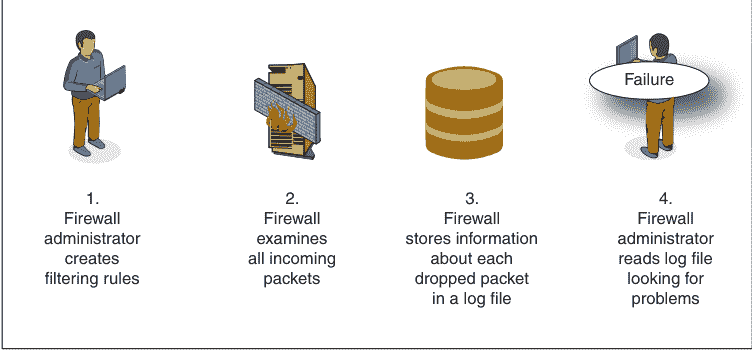 Failure
1.
Firewall
administrator
creates
filtering rules
2.
Firewall
examines
all incoming
packets
3.
Firewall
stores information
about each
dropped packet
in a log file
4.
Firewall
administrator
reads log file
looking for
problems